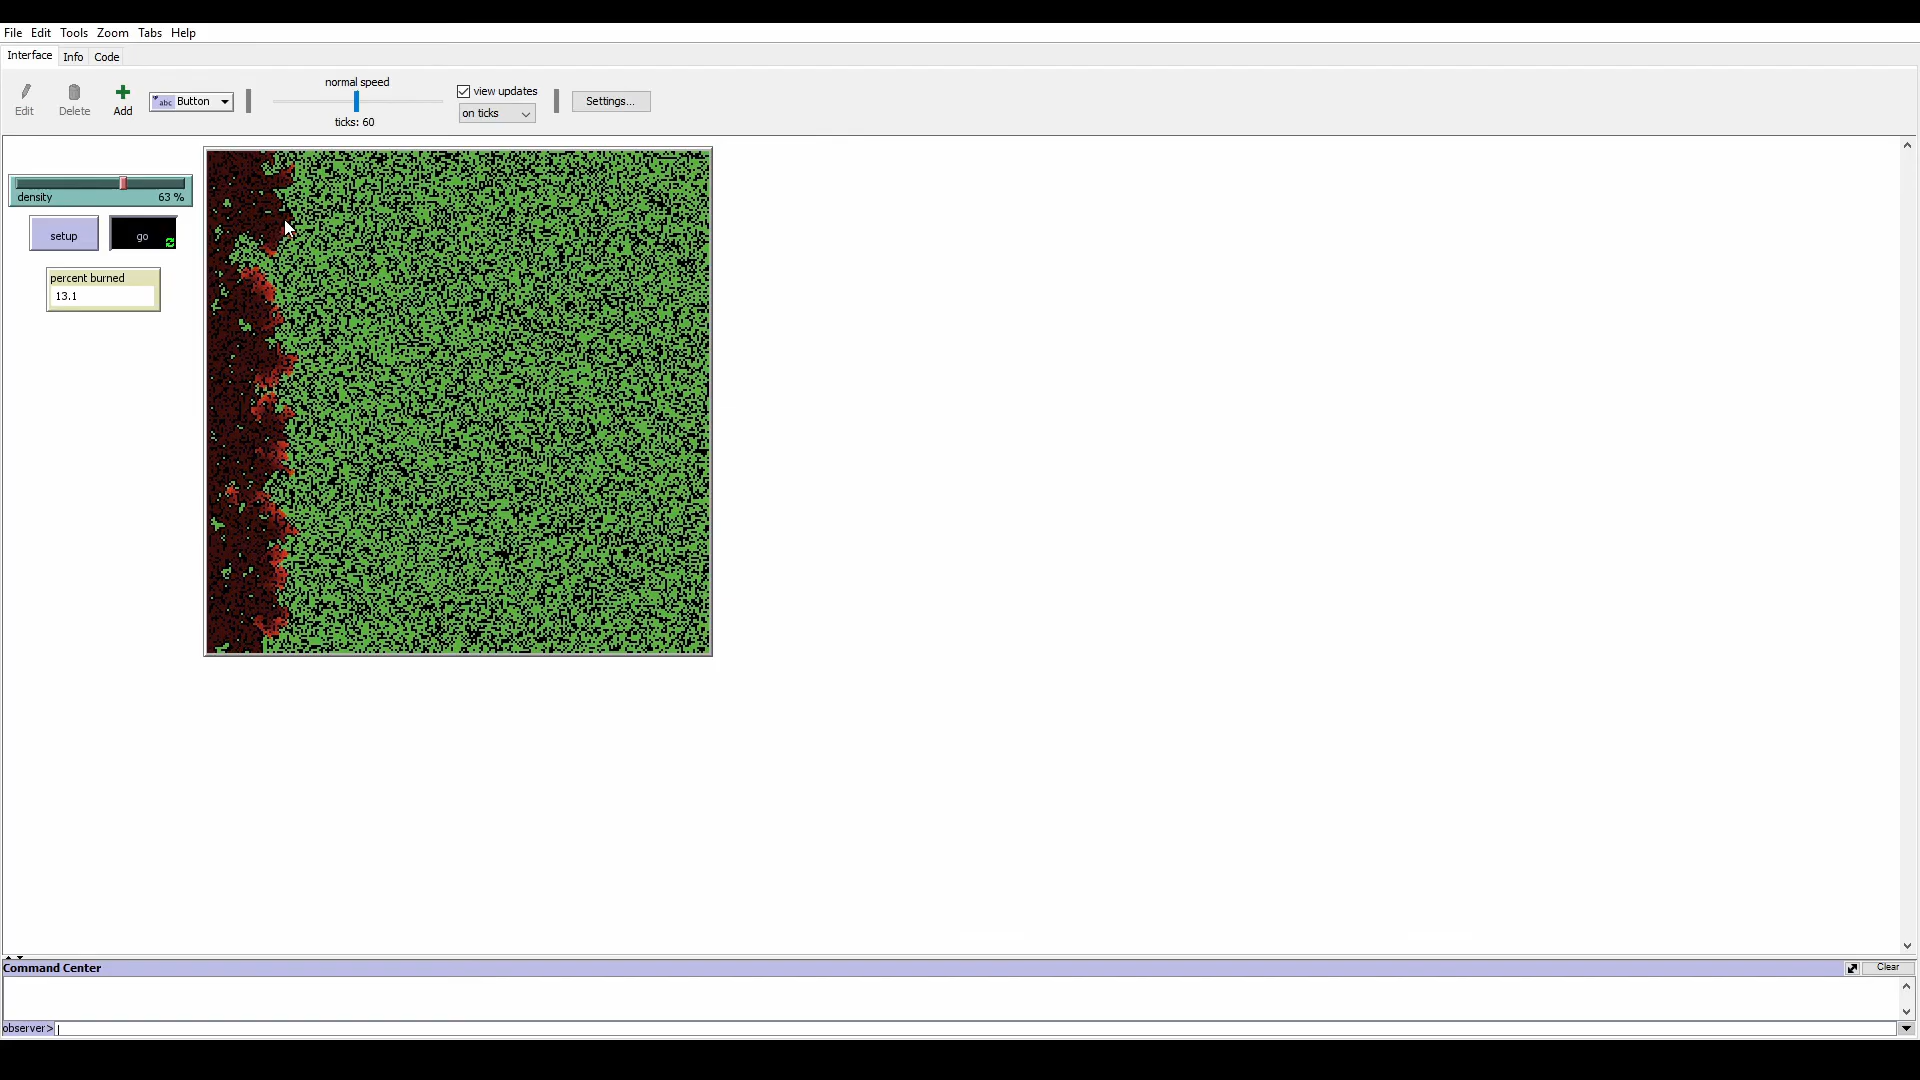 File Edit Tools Zoom Tabs Help
Interface Info Code
Edit Delete Add abc Button normal speed ticks: 60 view updates on ticks Settings...
density 63 %
setup go
percent burned
13.1
Command Center Clear
observer>